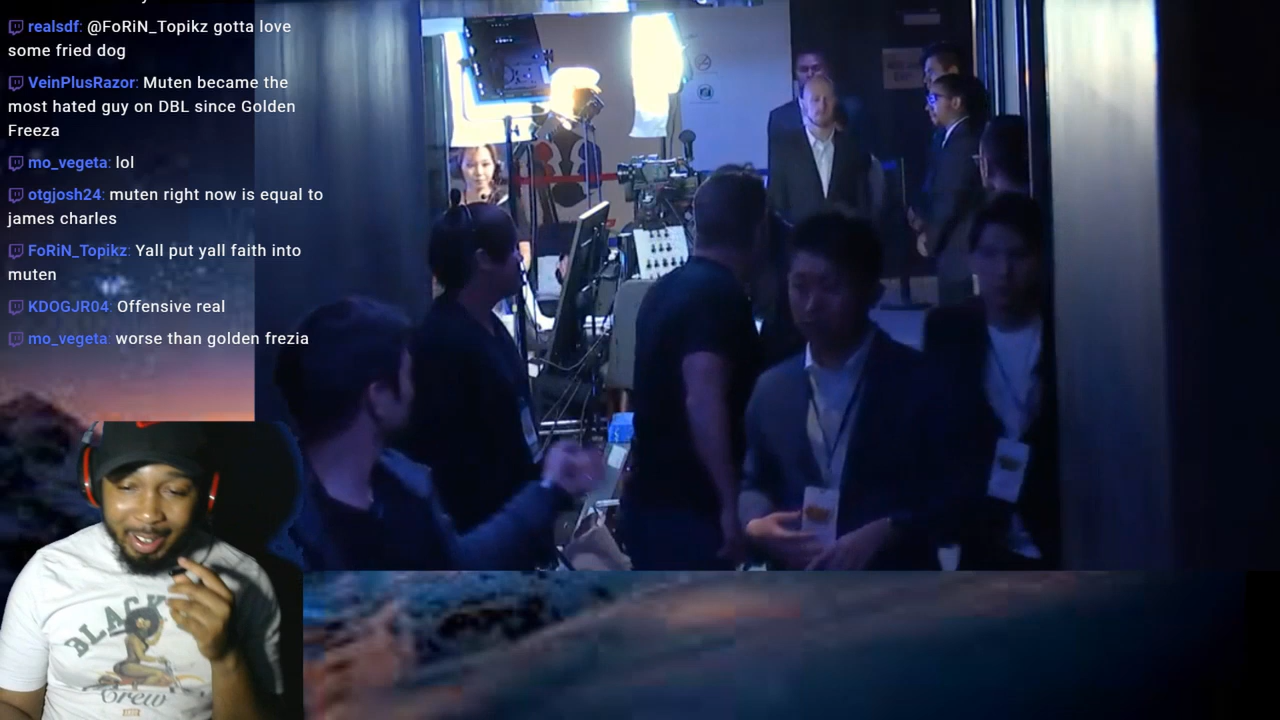 realsdf: @FoRiN_Topikz gotta love
some fried dog
VeinPlusRazor: Muten became the
most hated guy on DBL since Golden
Freeza
mo_vegeta: lol
otgjosh24: muten right now is equal to
james charles
FoRiN_Topikz: Yall put yall faith into
muten
KDOGJR04: Offensive real
mo_vegeta: worse than golden frezia
BLACK
Crew